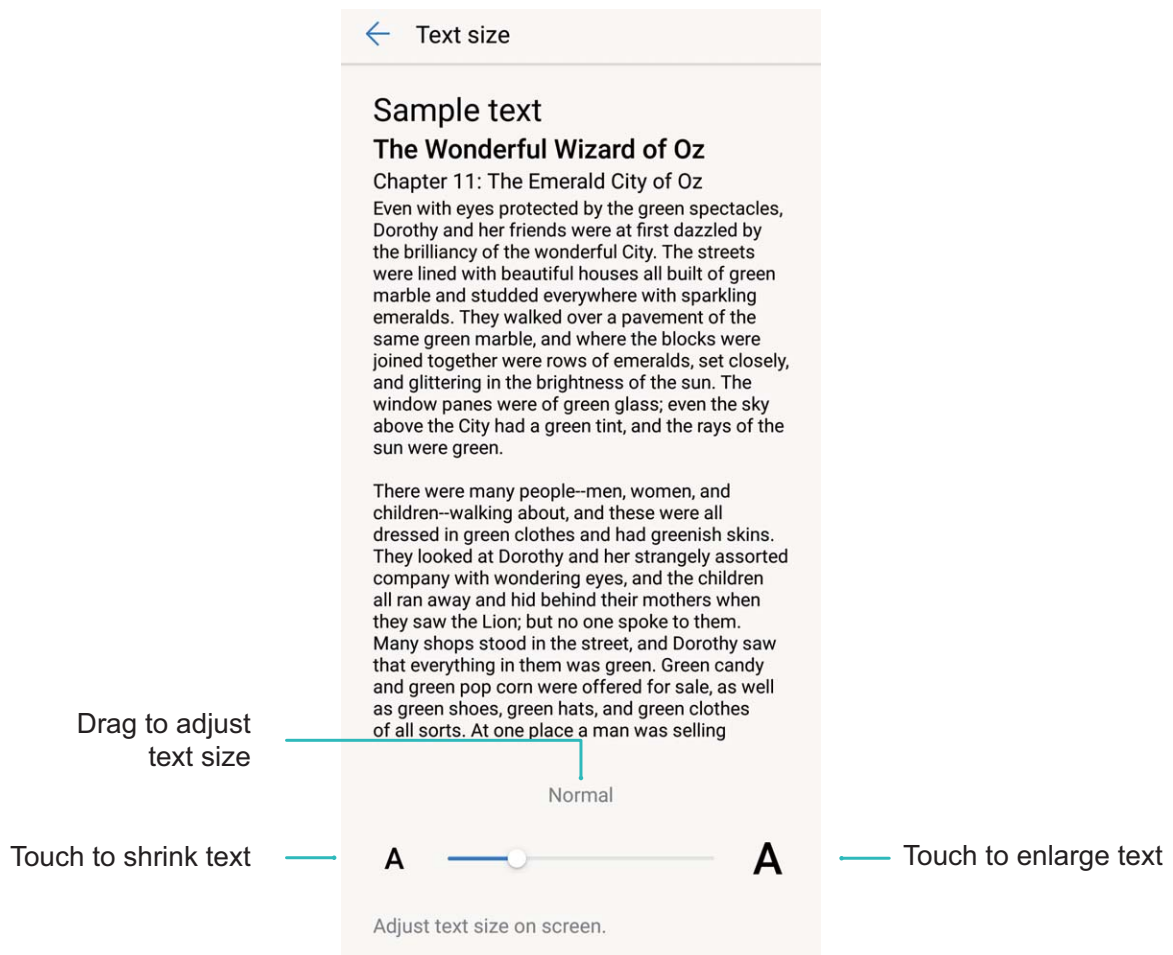 Text size
Sample text
The Wonderful Wizard of Oz
Chapter 11: The Emerald City of Oz
Even with eyes protected by the green spectacles,
Dorothy and her friends were at first dazzled by
the brilliancy of the wonderful City. The streets
were lined with beautiful houses all built of green
marble and studded everywhere with sparkling
emeralds. They walked over a pavement of the
same green marble, and where the blocks were
joined together were rows of emeralds, set closely,
and glittering in the brightness of the sun. The
window panes were of green glass; even the sky
above the City had a green tint, and the rays of the
sun were green.
There were many people--men, women, and
children--walking about, and these were all
dressed in green clothes and had greenish skins.
They looked at Dorothy and her strangely assorted
company with wondering eyes, and the children
all ran away and hid behind their mothers when
they saw the Lion; but no one spoke to them.
Many shops stood in the street, and Dorothy saw
that everything in them was green. Green candy
and green pop corn were offered for sale, as well
as green shoes, green hats, and green clothes
of all sorts. At one place a man was selling
Drag to adjust
text size
Normal
Touch to shrink text
A
A
Touch to enlarge text
Adjust text size on screen.